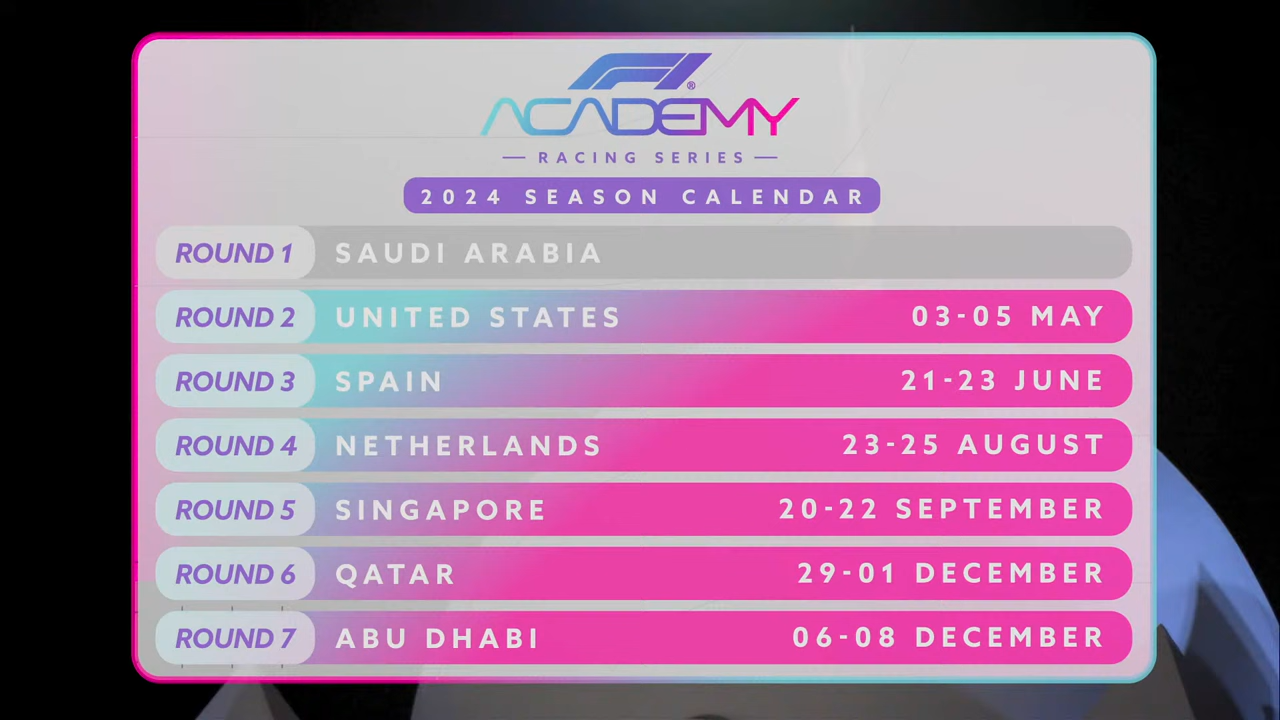 F1®
ACADEMY
RACING SERIES
2024 SEASON CALENDAR
ROUND 1 SAUDI ARABIA
ROUND 2 UNITED STATES 03-05 MAY
ROUND 3 SPAIN 21-23 JUNE
ROUND 4 NETHERLANDS 23-25 AUGUST
ROUND 5 SINGAPORE 20-22 SEPTEMBER
ROUND 6 QATAR 29-01 DECEMBER
ROUND 7 ABU DHABI 06-08 DECEMBER